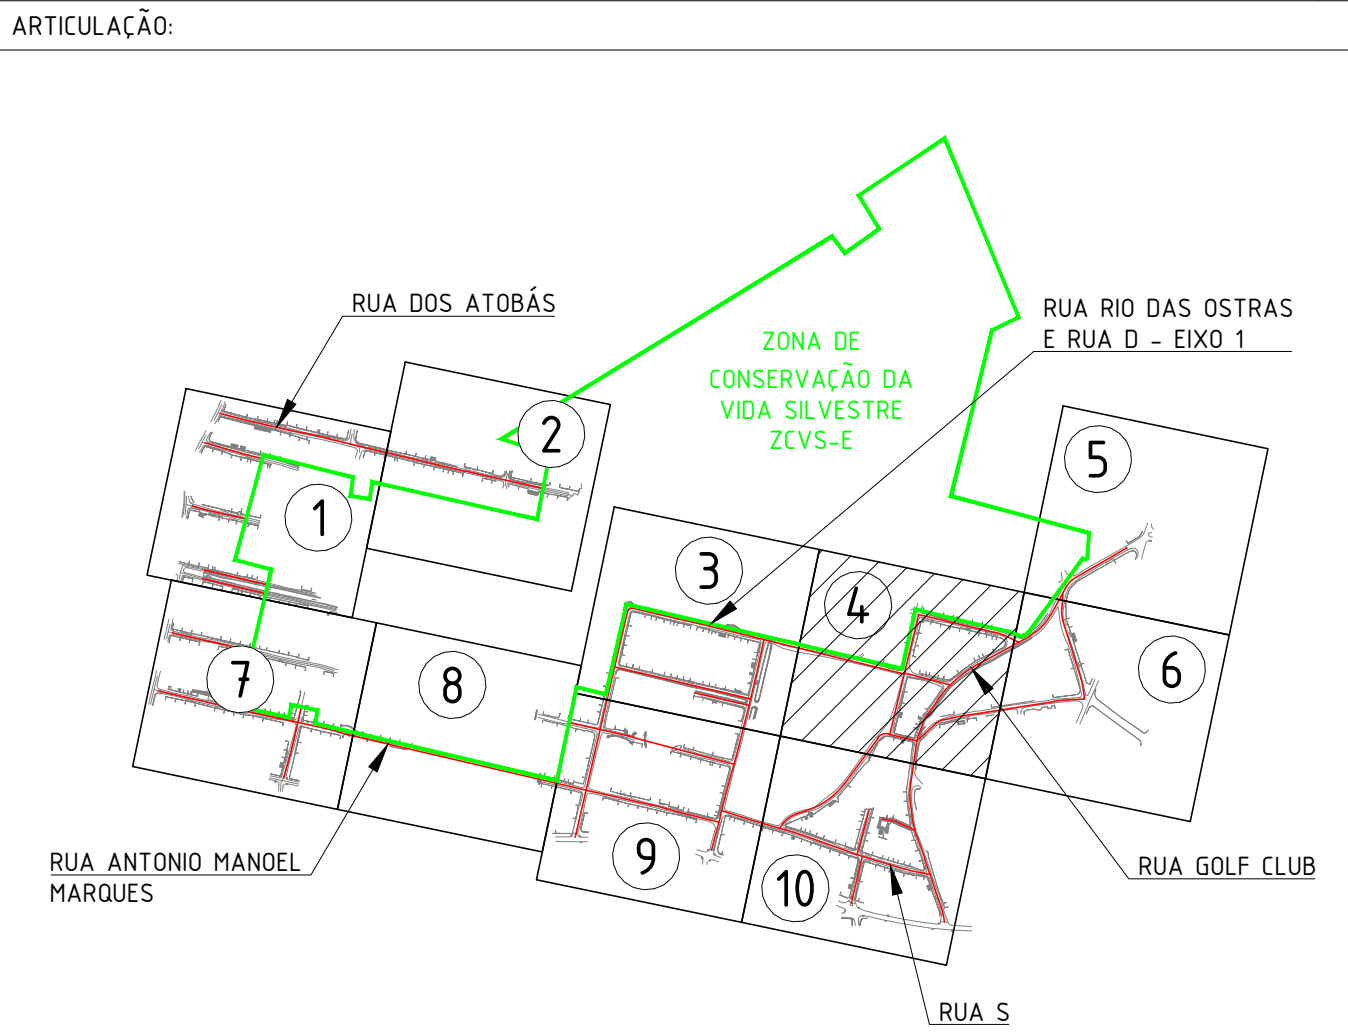 ARTICULAÇÃO:
RUA DOS ATOBÁS
RUA RIO DAS OSTRAS
E RUA D - EIXO 1
ZONA DE
CONSERVAÇÃO DA
VIDA SILVESTRE
ZCVS-E
2
5
1
3
4
6
7
8
9
10
RUA ANTONIO MANOEL
MARQUES
RUA GOLF CLUB
RUA S